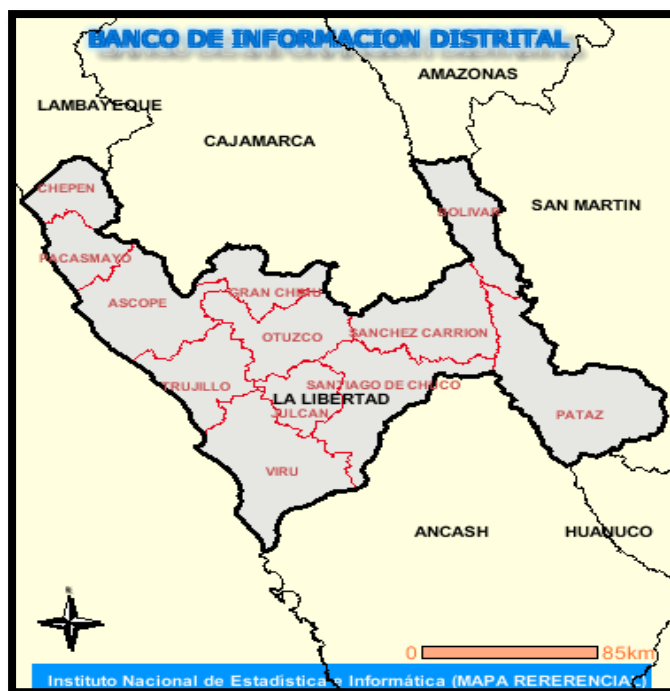 BANCO DE INFORMACION DISTRITAL
AMAZONAS
LAMBAYEQUE
CAJAMARCA
CHEPEN
SAN MARTIN
BOLIVAR
PACASMAYO
GRAN CHIMU
ASCOPE
SANCHEZ CARRION
OTUZCO
TRUJILLO
SANTIAGO DE CHUCO
LA LIBERTAD
JULCAN
PATAZ
VIRU
ANCASH
HUANUCO
N
0
85km
Instituto Nacional de Estadística e Informática (MAPA RERERENCIAL)